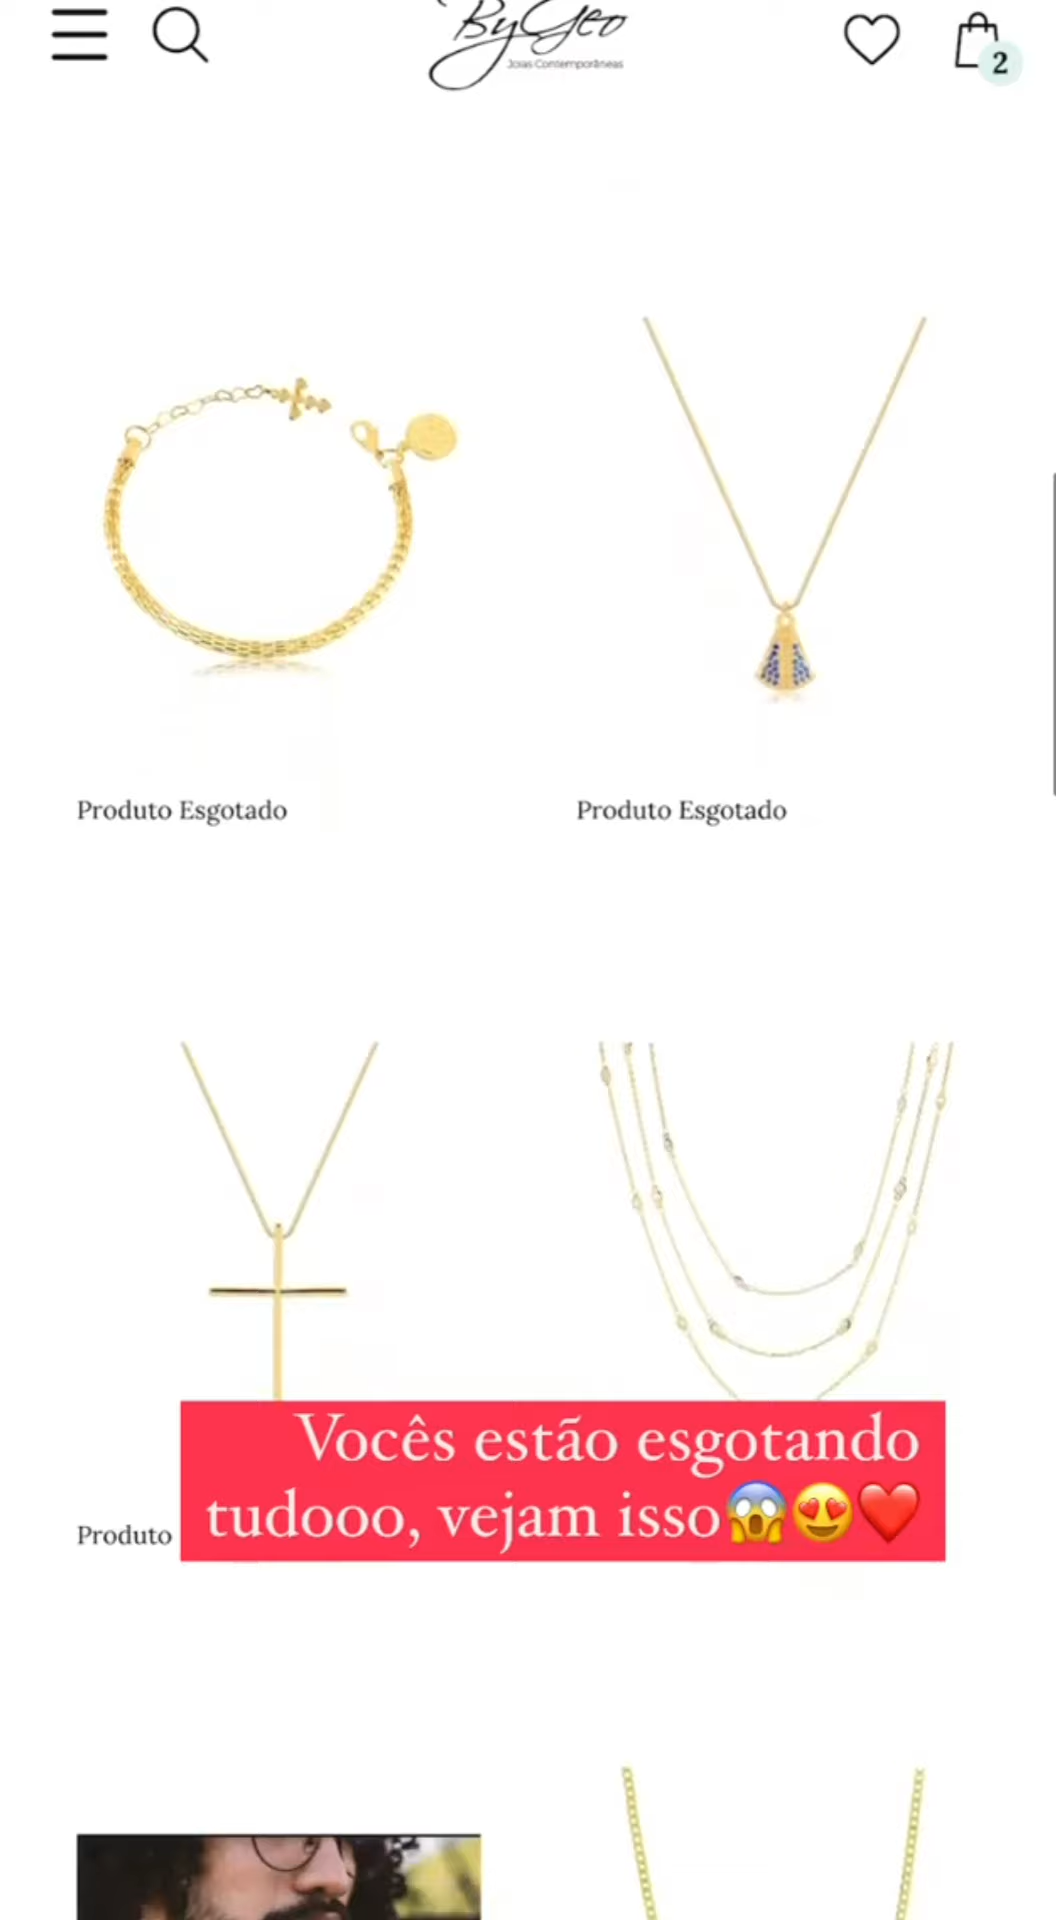 ByGeo
Joias Contemporâneas
2
Produto Esgotado
Produto Esgotado
Vocês estão esgotando
tudooo, vejam isso😱😍❤️
Produto